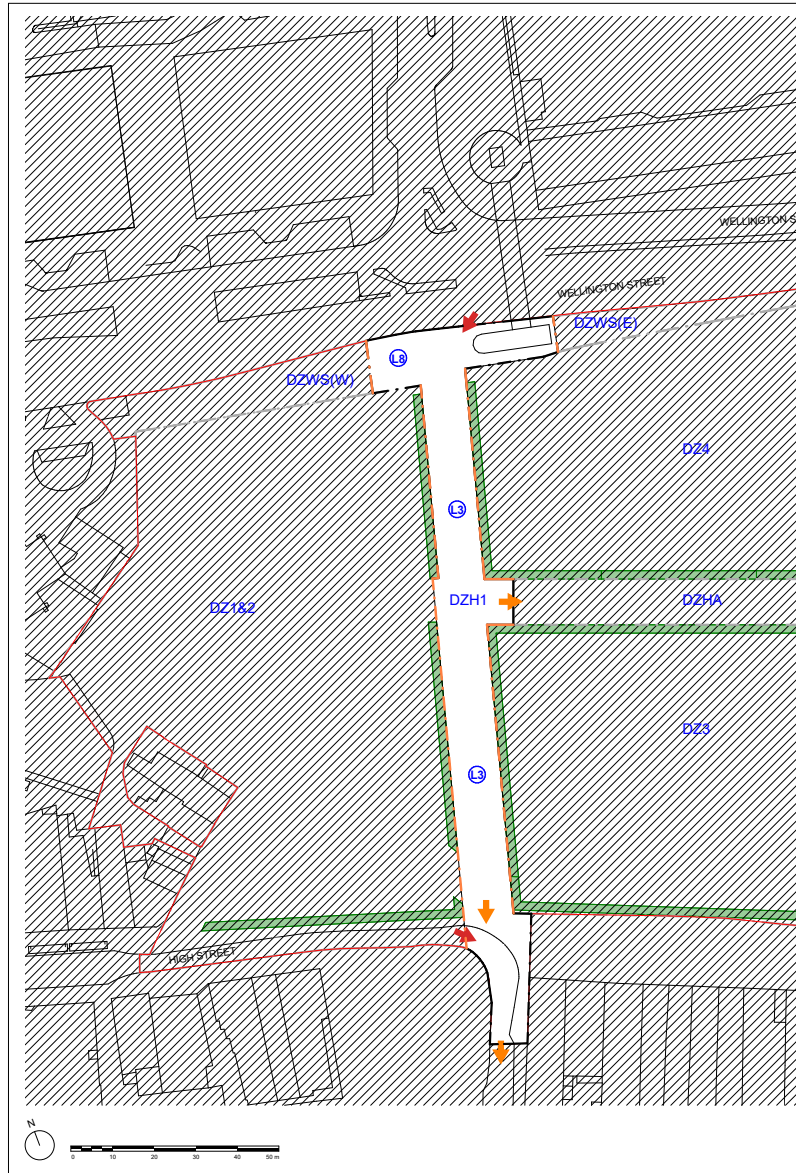 WELLINGTON S
WELLINGTON STREET
DZWS(E)
L8
DZWS(W)
DZ4
L3
DZ1&2
DZH1
DZHA
DZ3
L3
HIGH STREET
N
0 10 20 30 40 50 m